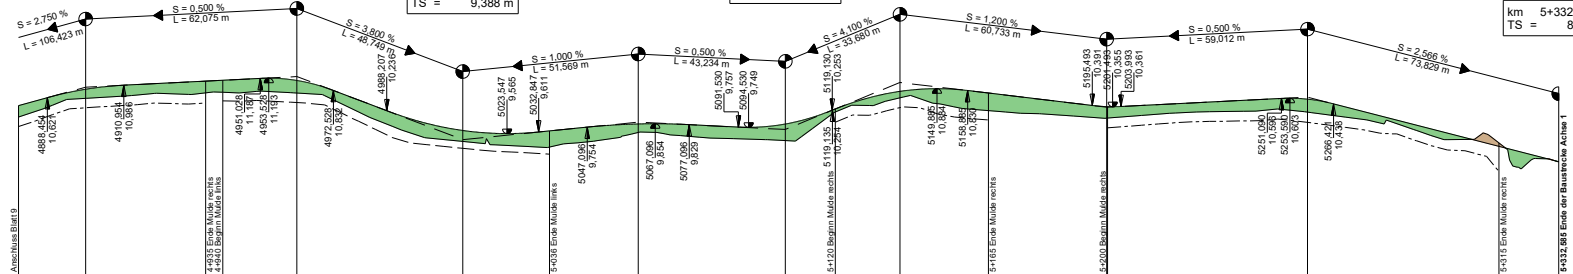 TS = 9,388 m
km 5+332
TS = 8
S = 2,750 %
L = 106,423 m
S = 0,500 %
L = 62,075 m
S = 3,800 %
L = 48,749 m
S = 1,000 %
L = 51,569 m
S = 0,500 %
L = 43,234 m
S = 4,100 %
L = 33,680 m
S = 1,200 %
L = 60,733 m
S = 0,500 %
L = 59,012 m
S = 2,566 %
L = 73,829 m
4888,454
10,621
4910,954
10,986
4951,028
11,187
4953,528
11,193
4972,528
10,832
4988,207
10,236
5023,547
9,565
5032,847
9,611
5047,096
9,754
5067,096
9,854
5077,096
9,829
5091,530
9,757
5094,530
9,749
5119,130
10,253
5119,135
10,254
5149,885
5158,865
10,830
5195,493
10,391
5201,493
10,355
5203,993
10,361
5251,090
10,596
5253,590
10,603
5266,421
10,438
Anschluss Blatt 9
4+935 Ende Mulde rechts
4+940 Beginn Mulde links
5+036 Ende Mulde links
5+120 Beginn Mulde rechts
5+165 Ende Mulde rechts
5+200 Beginn Mulde rechts
5+315 Ende Mulde rechts
5+332,585 Ende der Baustrecke Achse 1